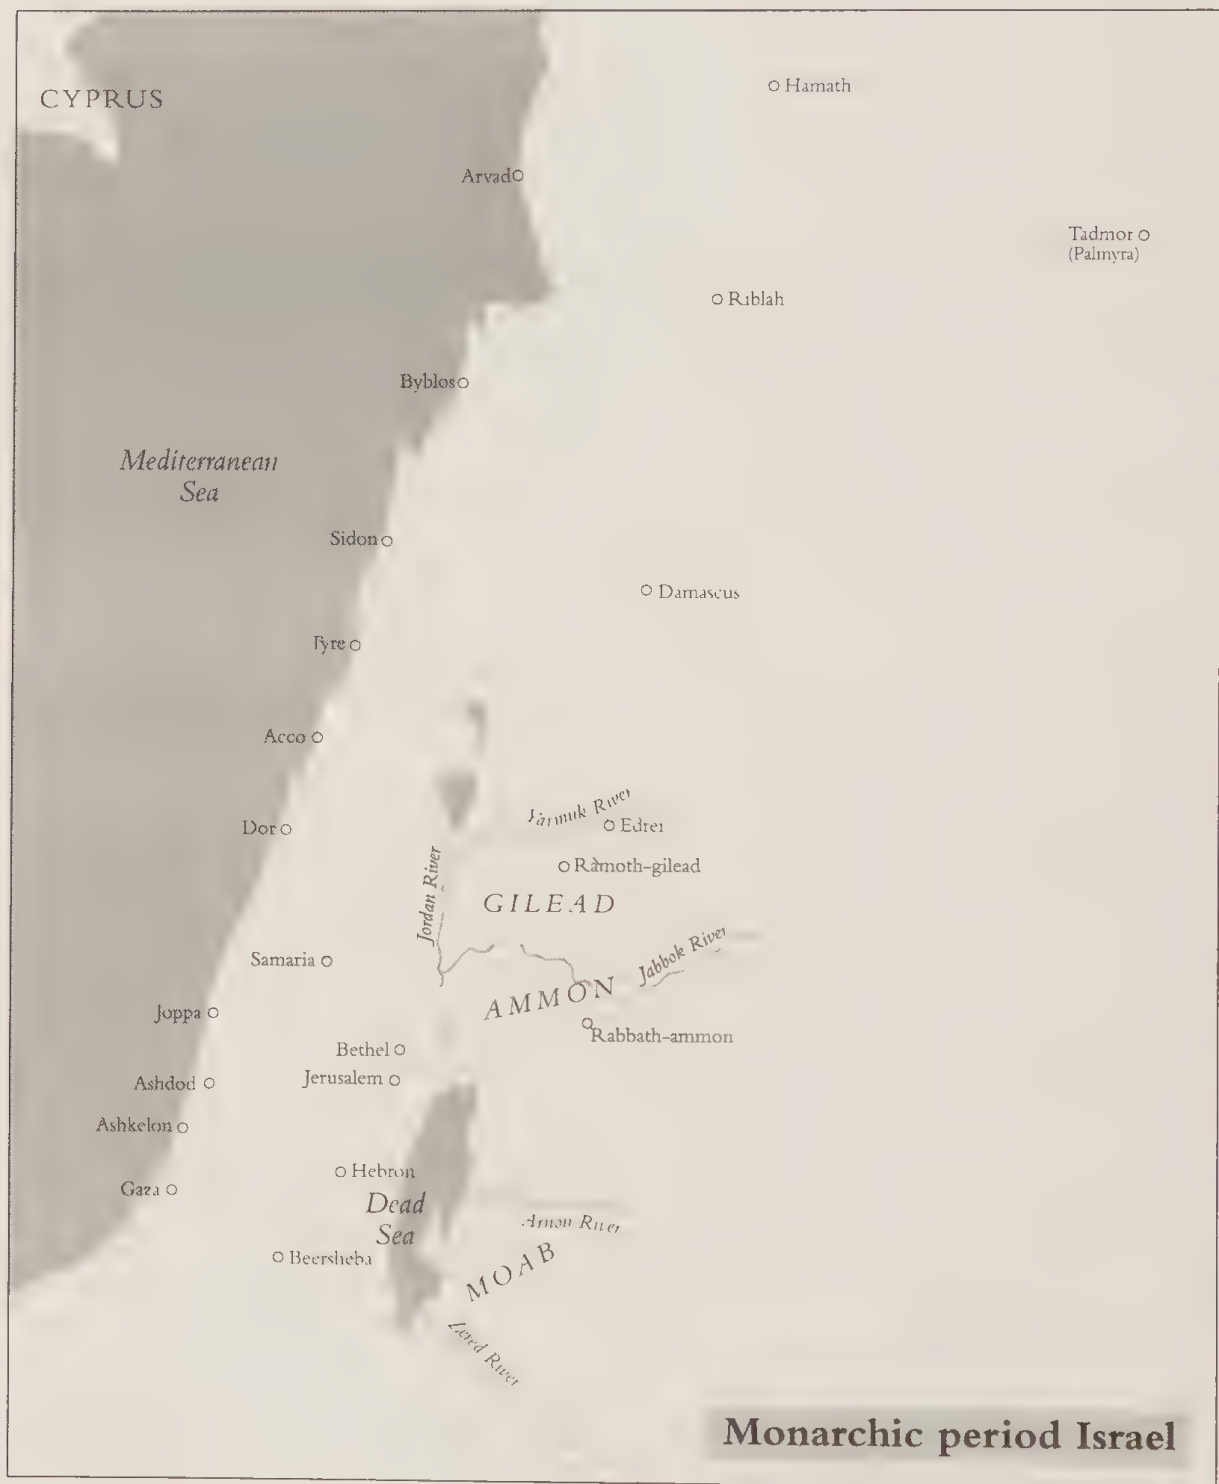 CYPRUS
Hamath
Arvad
Tadmor
(Palmyra)
Riblah
Byblos
Mediterranean
Sea
Sidon
Damascus
Tyre
Acco
Yarmuk River
Dor
Edrei
Ramoth-gilead
Jordan River
GILEAD
Samaria
Jabbok River
AMMON
Joppa
Rabbath-ammon
Bethel
Jerusalem
Ashdod
Ashkelon
Hebron
Gaza
Dead
Sea
Arnon River
Beersheba
MOAB
Zered River
Monarchic period Israel